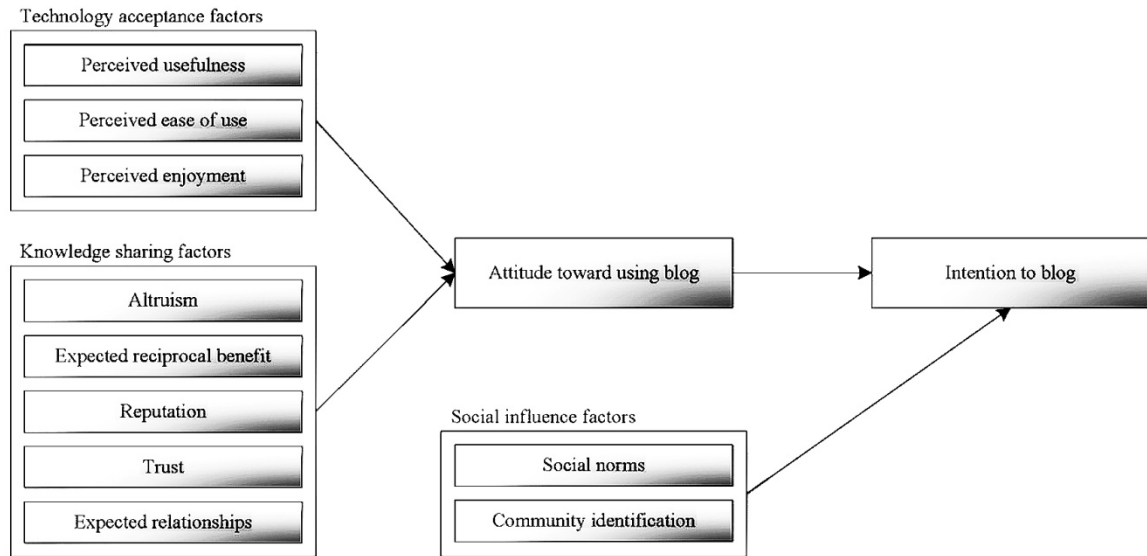 Technology acceptance factors
Perceived usefulness
Perceived ease of use
Perceived enjoyment
Knowledge sharing factors
Altruism
Expected reciprocal benefit
Reputation
Trust
Expected relationships
Attitude toward using blog
Intention to blog
Social influence factors
Social norms
Community identification